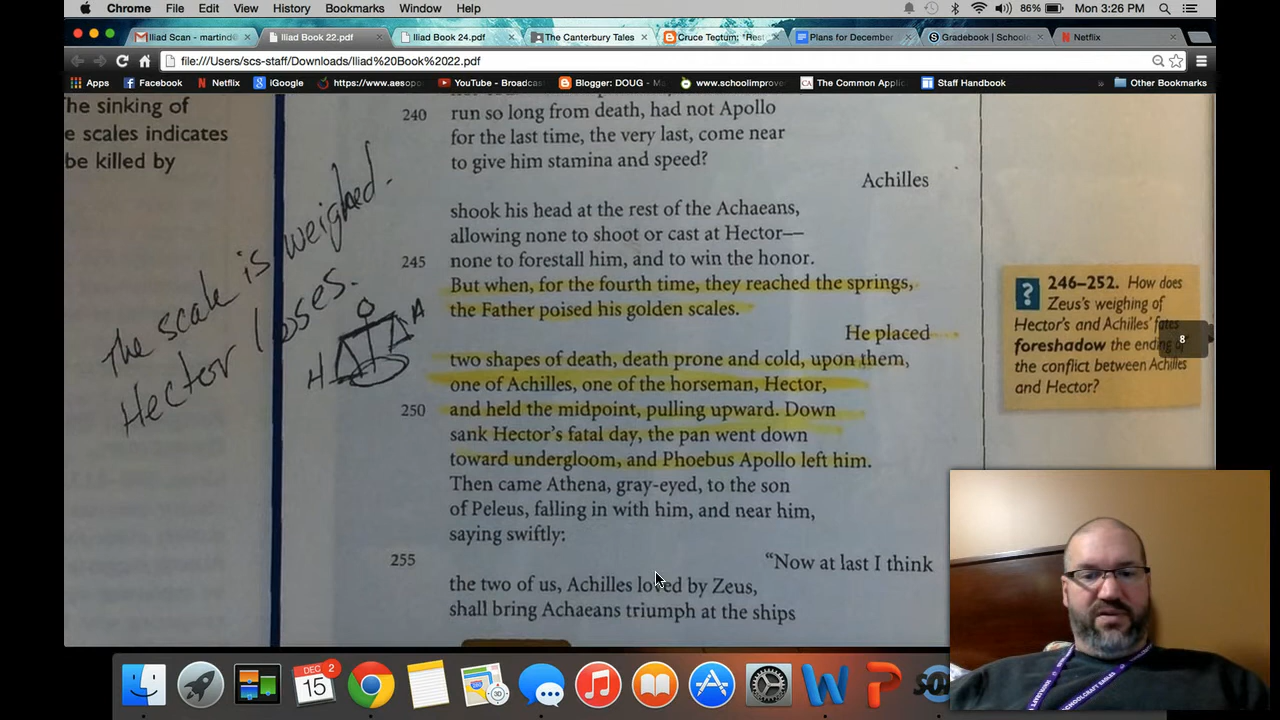 Chrome File Edit View History Bookmarks Window Help 86% Mon 3:26 PM
Iliad Scan - martind@ Iliad Book 22.pdf Iliad Book 24.pdf The Canterbury Tales Cruce Tectum: "Rest Plans for December Gradebook | Schoolo Netflix
file:///Users/scs-staff/Downloads/Iliad%20Book%2022.pdf
Apps Facebook Netflix iGoogle https://www.aesope YouTube - Broadcas Blogger: DOUG - M www.schoolimprove The Common Applic Staff Handbook Other Bookmarks
he sinking of
e scales indicates
be killed by
The scale is weighed.
Hector loses.
H A
240 run so long from death, had not Apollo
for the last time, the very last, come near
to give him stamina and speed?
Achilles
shook his head at the rest of the Achaeans,
allowing none to shoot or cast at Hector—
245 none to forestall him, and to win the honor.
But when, for the fourth time, they reached the springs,
the Father poised his golden scales.
He placed
two shapes of death, death prone and cold, upon them,
one of Achilles, one of the horseman, Hector,
250 and held the midpoint, pulling upward. Down
sank Hector's fatal day, the pan went down
toward undergloom, and Phoebus Apollo left him.
Then came Athena, gray-eyed, to the son
of Peleus, falling in with him, and near him,
saying swiftly:
255 "Now at last I think
the two of us, Achilles loved by Zeus,
shall bring Achaeans triumph at the ships
? 246–252. How does
Zeus's weighing of
Hector's and Achilles' fates
foreshadow the ending of
the conflict between Achilles
and Hector?
8
DEC 2
15
3D